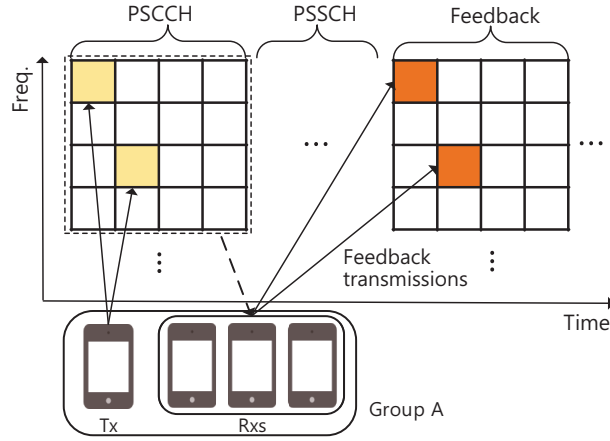 PSCCH
PSSCH
Feedback
Freq.
...
...
Feedback
transmissions
...
...
Time
Tx
Rxs
Group A